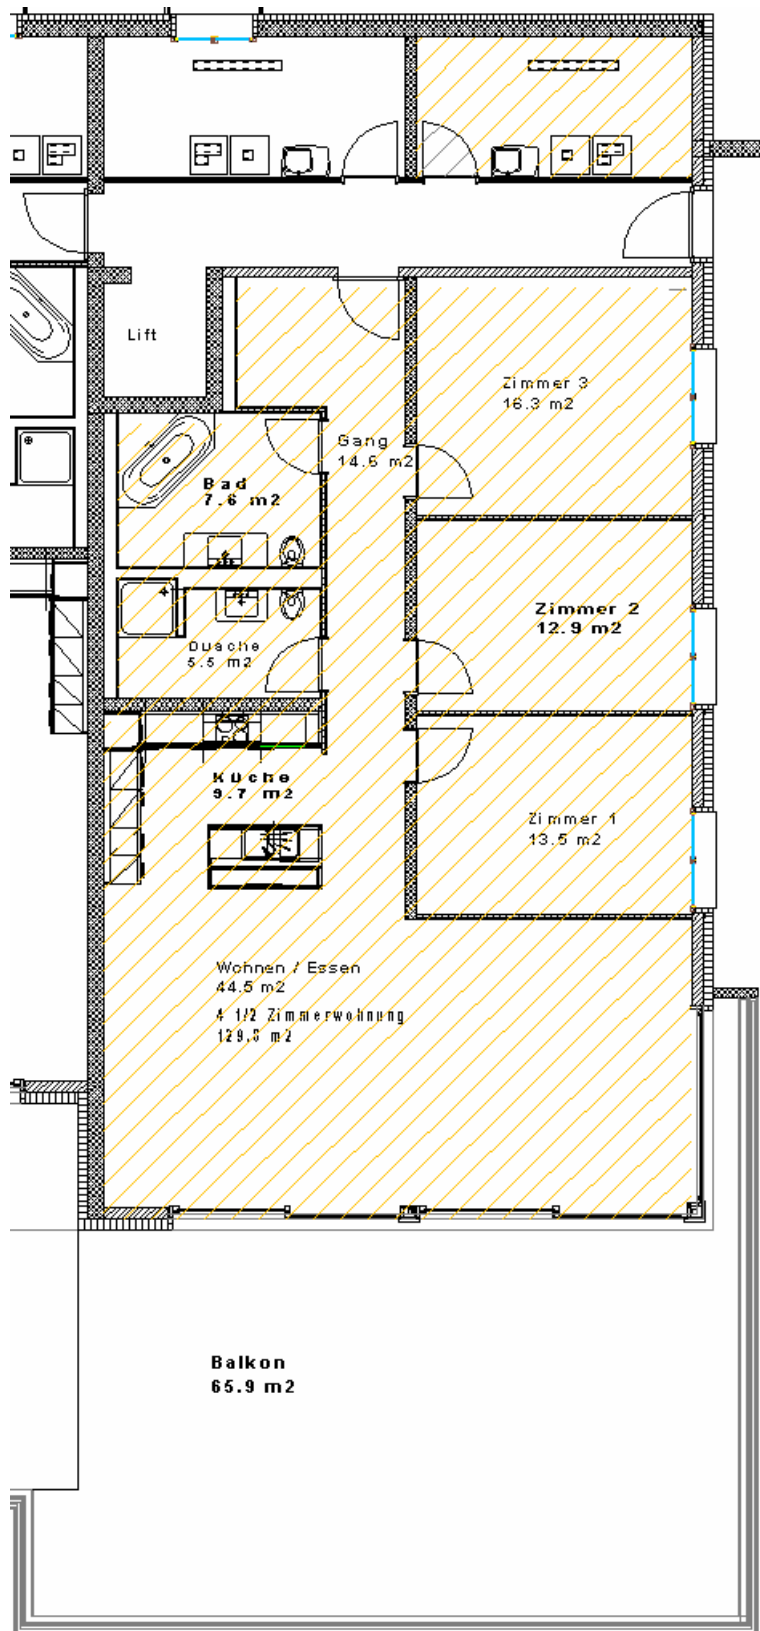 Lift
Zimmer 3
16.3 m2
Gang
14.6 m2
Bad
7.6 m2
Zimmer 2
12.9 m2
Dusche
5.5 m2
Küche
9.7 m2
Zimmer 1
13.5 m2
Wohnen / Essen
44.5 m2
4 1/2 Zimmerwohnung
m2
Balkon
65.9 m2